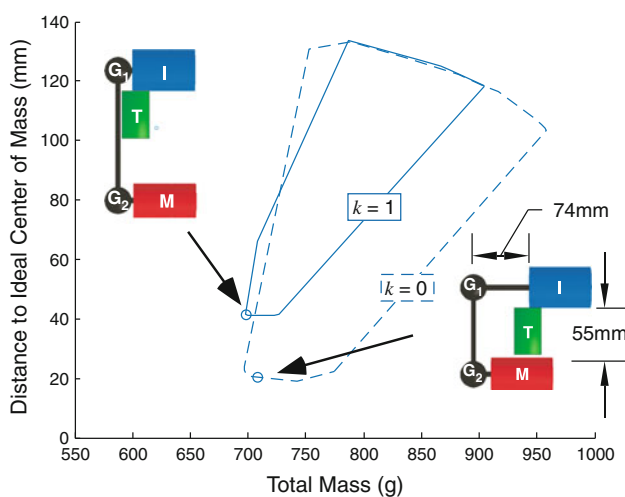 140
120
100
80
60
40
20
0
Distance to Ideal Center of Mass (mm)
G1
I
T
G2
M
k = 1
k = 0
74mm
G1
I
T
55mm
G2
M
550 600 650 700 750 800 850 900 950 1000
Total Mass (g)